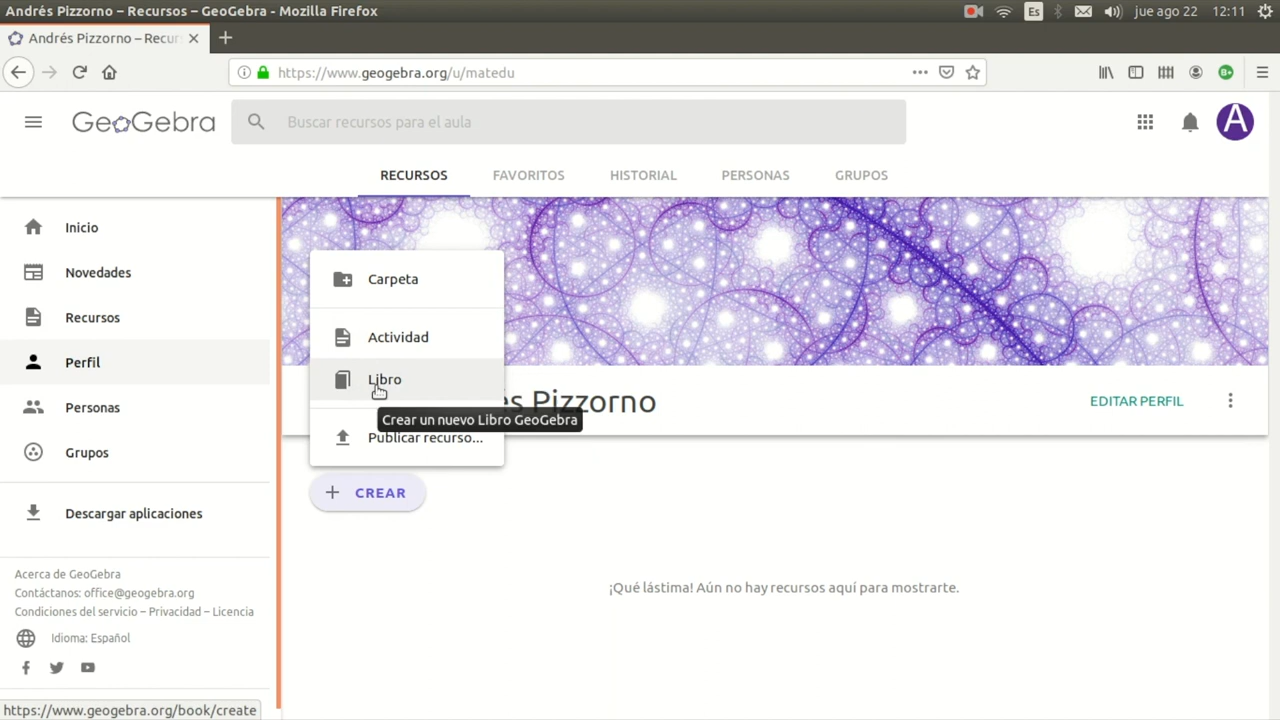 Andrés Pizzorno – Recursos – GeoGebra - Mozilla Firefox
Es
jue ago 22
12:11
Andrés Pizzorno – Recur
https://www.geogebra.org/u/matedu
GeoGebra
Buscar recursos para el aula
A
RECURSOS
FAVORITOS
HISTORIAL
PERSONAS
GRUPOS
Inicio
Novedades
Recursos
Perfil
Personas
Grupos
Descargar aplicaciones
Acerca de GeoGebra
Contáctanos: office@geogebra.org
Condiciones del servicio – Privacidad – Licencia
Idioma: Español
Carpeta
Actividad
Libro
Crear un nuevo Libro GeoGebra
Publicar recurso...
és Pizzorno
EDITAR PERFIL
CREAR
¡Qué lástima! Aún no hay recursos aquí para mostrarte.
https://www.geogebra.org/book/create